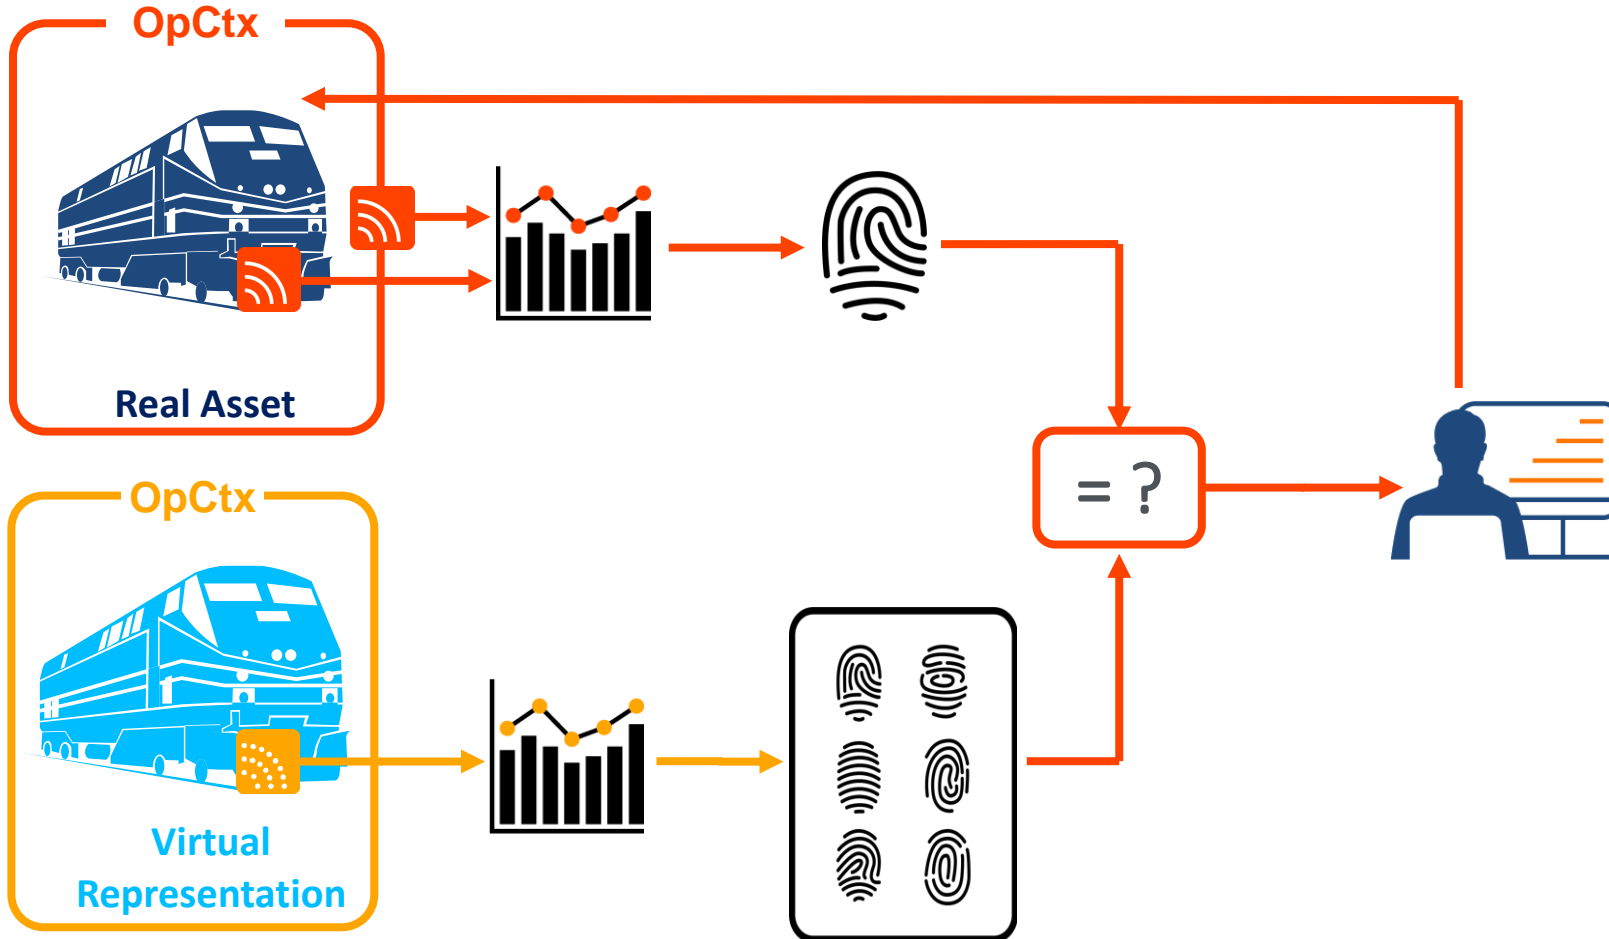 OpCtx
Real Asset
OpCtx
= ?
Virtual
Representation